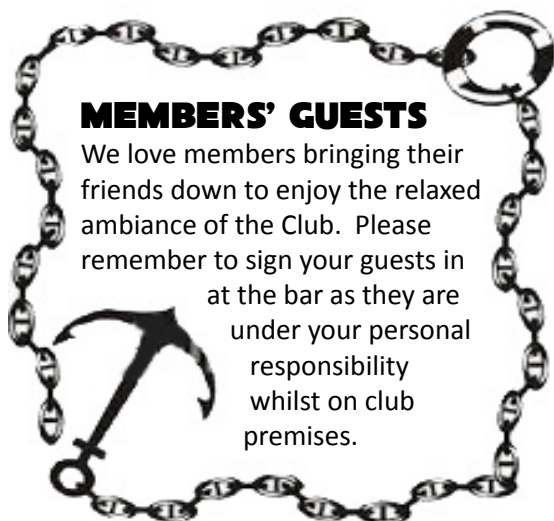 MEMBERS’ GUESTS
We love members bringing their
friends down to enjoy the relaxed
ambiance of the Club.  Please
remember to sign your guests in
at the bar as they are
under your personal
responsibility
whilst on club
premises.